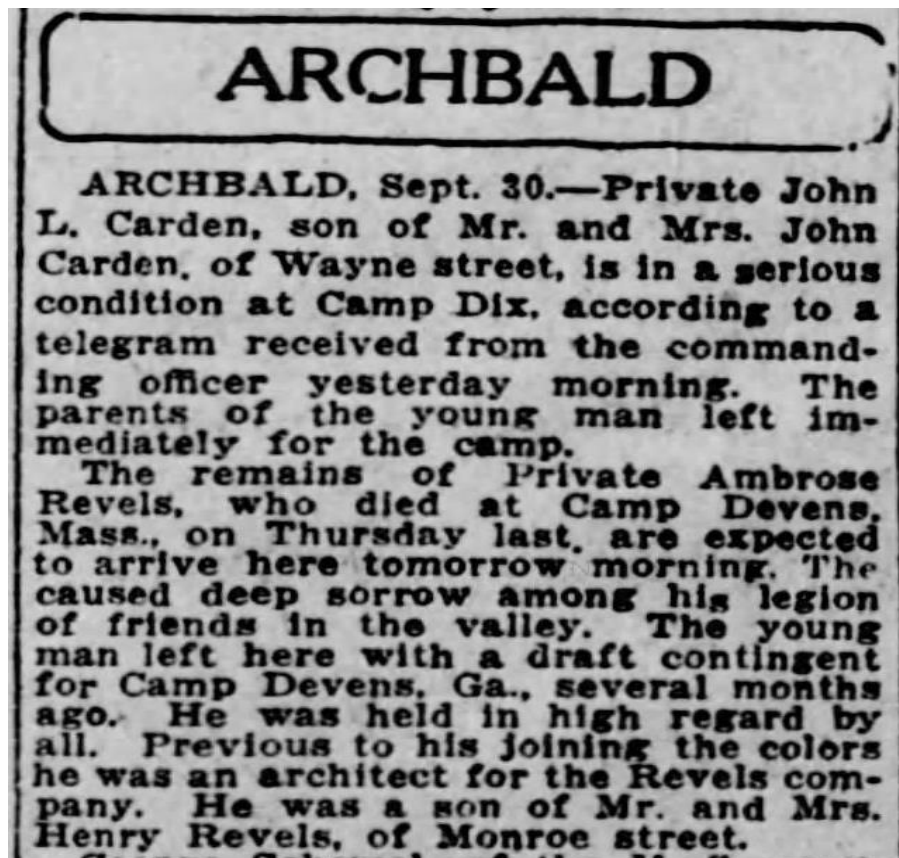 ARCHBALD
ARCHBALD, Sept. 30.—Private John
L. Carden, son of Mr. and Mrs. John
Carden, of Wayne street, is in a serious
condition at Camp Dix, according to a
telegram received from the command-
ing officer yesterday morning. The
parents of the young man left im-
mediately for the camp.
The remains of Private Ambrose
Revels, who died at Camp Devens,
Mass., on Thursday last, are expected
to arrive here tomorrow morning. The
caused deep sorrow among his legion
of friends in the valley. The young
man left here with a draft contingent
for Camp Devens, Ga., several months
ago. He was held in high regard by
all. Previous to his joining the colors
he was an architect for the Revels com-
pany. He was a son of Mr. and Mrs.
Henry Revels, of Monroe street.